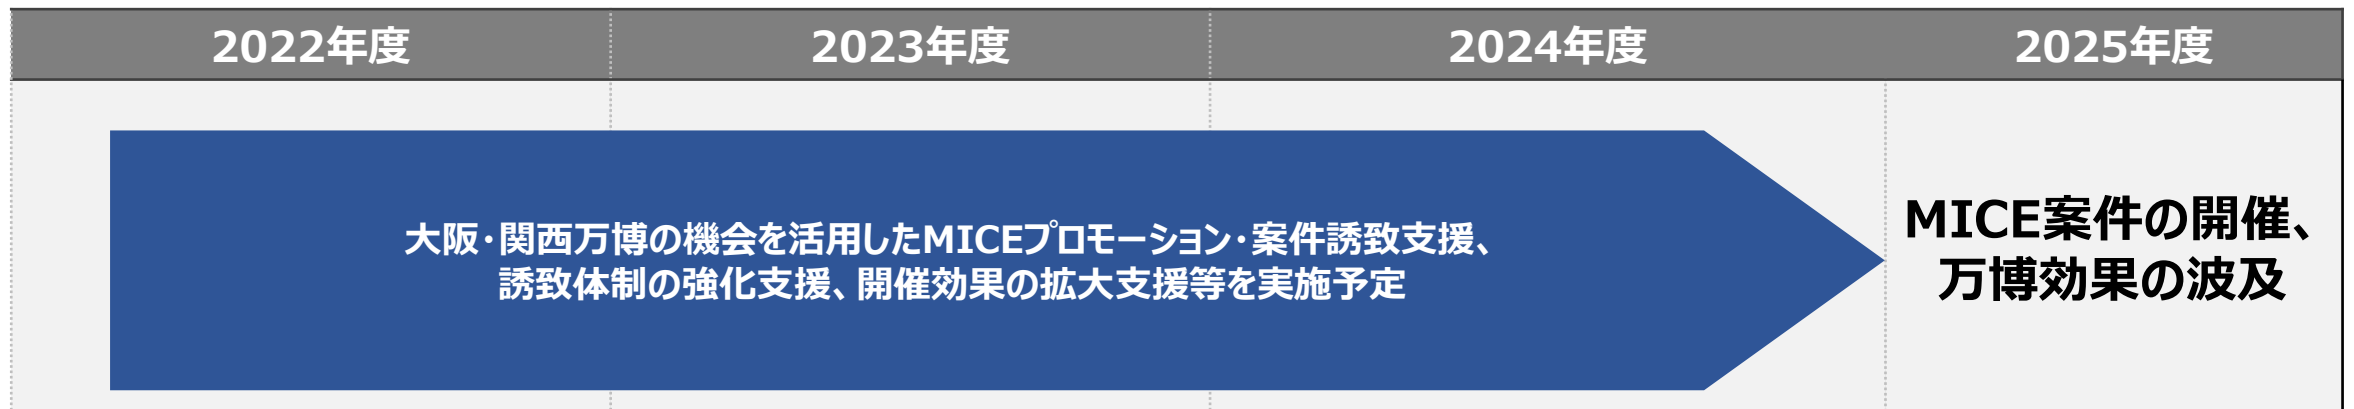 2022年度 2023年度 2024年度 2025年度
大阪・関西万博の機会を活用したMICEプロモーション・案件誘致支援、
誘致体制の強化支援、開催効果の拡大支援等を実施予定
MICE案件の開催、
万博効果の波及